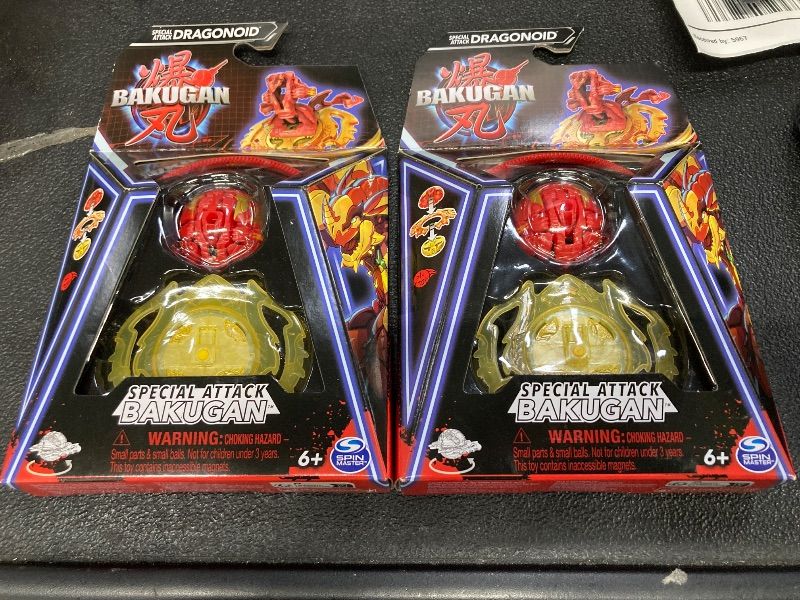 SPECIAL ATTACK DRAGONOID
爆
BAKUGAN
丸
SPECIAL ATTACK
BAKUGAN
WARNING: CHOKING HAZARD –
Small parts & small balls. Not for children under 3 years.
This toy contains inaccessible magnets.
6+
SPIN
MASTER
SPECIAL ATTACK DRAGONOID
爆
BAKUGAN
丸
SPECIAL ATTACK
BAKUGAN
WARNING: CHOKING HAZARD –
Small parts & small balls. Not for children under 3 years.
This toy contains inaccessible magnets.
6+
SPIN
MASTER